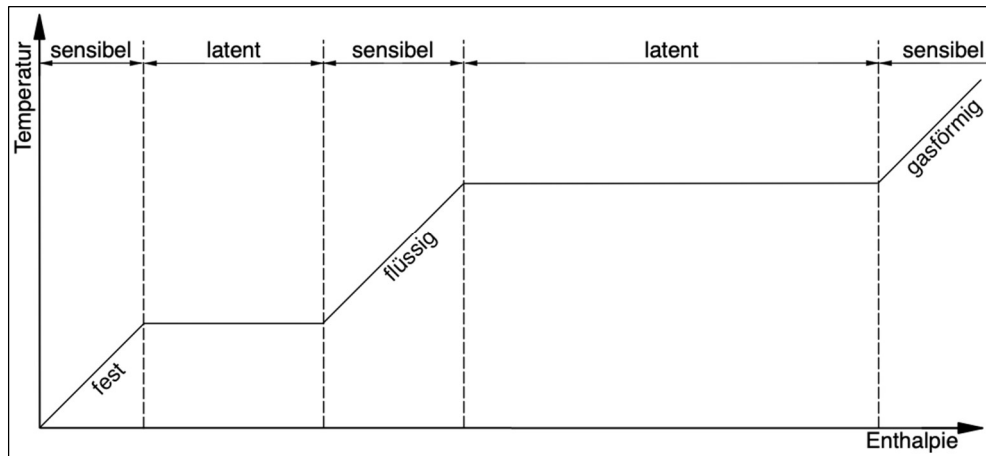 Temperatur
sensibel
latent
sensibel
latent
sensibel
fest
flüssig
gasförmig
Enthalpie